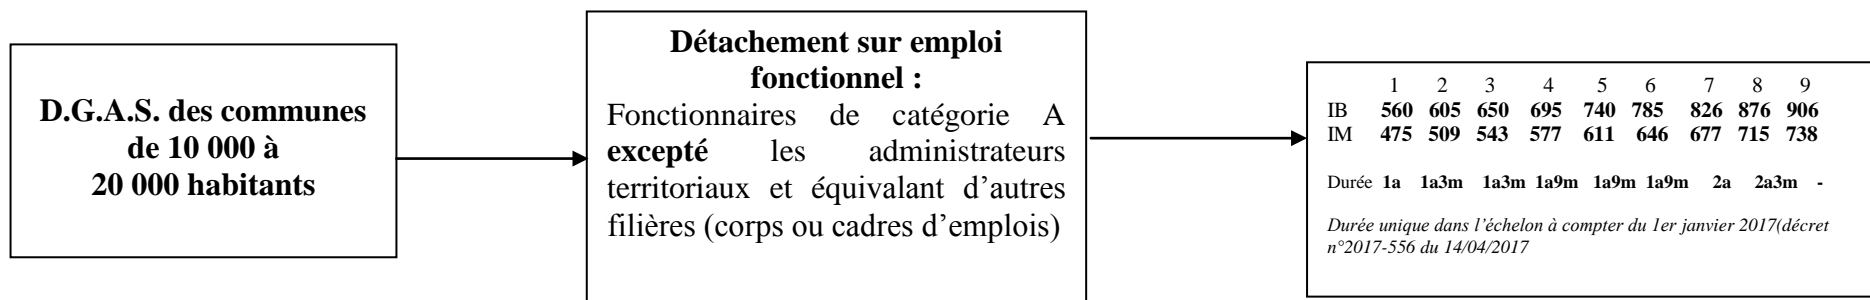 D.G.A.S. des communes
de 10 000 à
20 000 habitants
Détachement sur emploi
fonctionnel :
Fonctionnaires de catégorie A
excepté les administrateurs
territoriaux et équivalant d’autres
filières (corps ou cadres d’emplois)
1 2 3 4 5 6 7 8 9
IB 560 605 650 695 740 785 826 876 906
IM 475 509 543 577 611 646 677 715 738
Durée 1a 1a3m 1a3m 1a9m 1a9m 1a9m 2a 2a3m -
Durée unique dans l’échelon à compter du 1er janvier 2017(décret
n°2017-556 du 14/04/2017